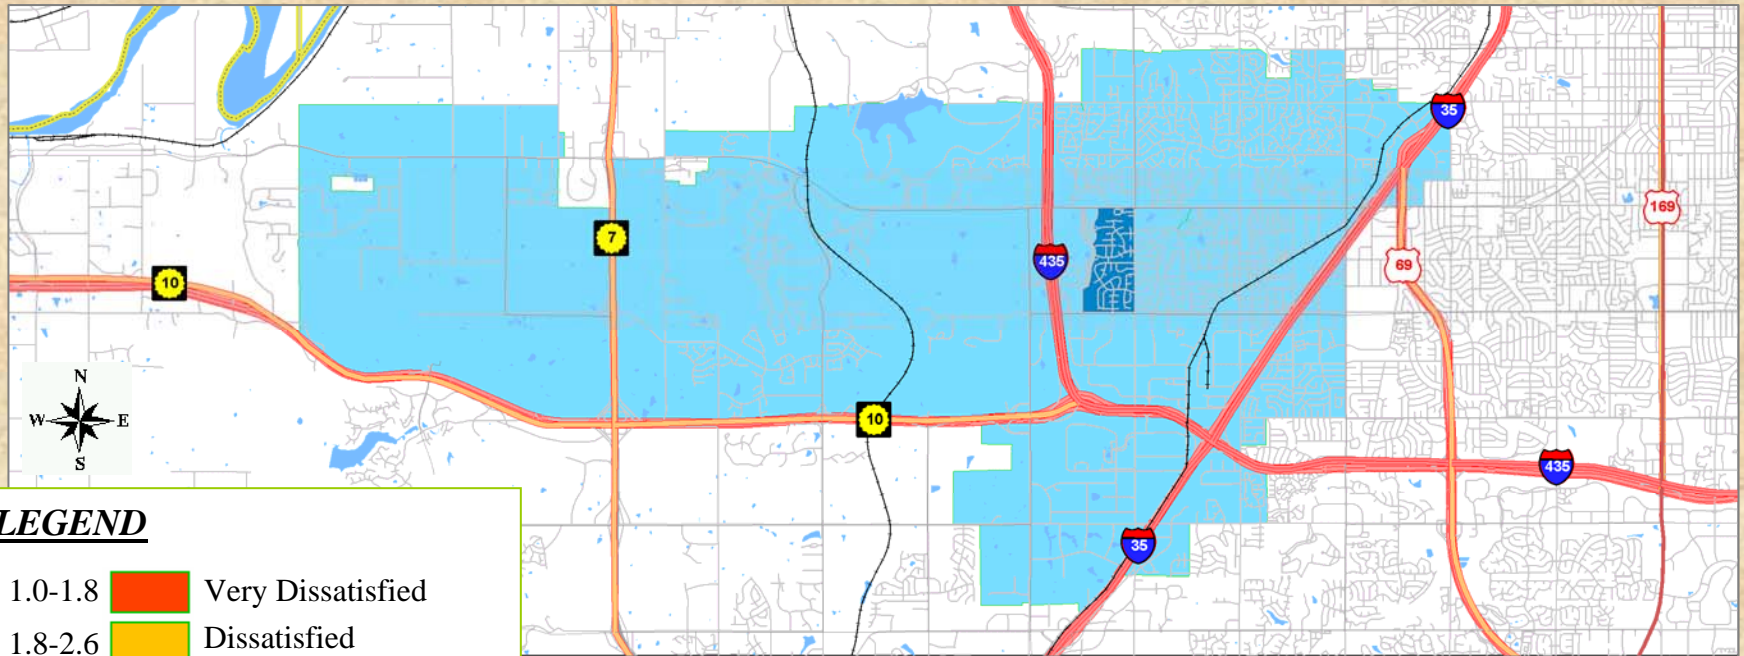 35
169
7
435
69
10
10
N
W E
S
435
35
LEGEND
1.0-1.8 Very Dissatisfied
1.8-2.6 Dissatisfied